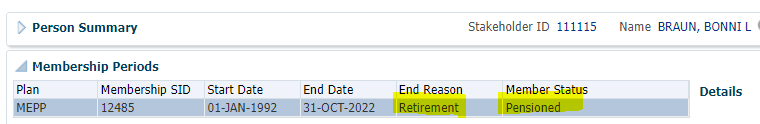 Person Summary Stakeholder ID 111115 Name BRAUN, BONNI L
Membership Periods
Plan Membership SID Start Date End Date End Reason Member Status Details
MEPP 12485 01-JAN-1992 31-OCT-2022 Retirement Pensioned